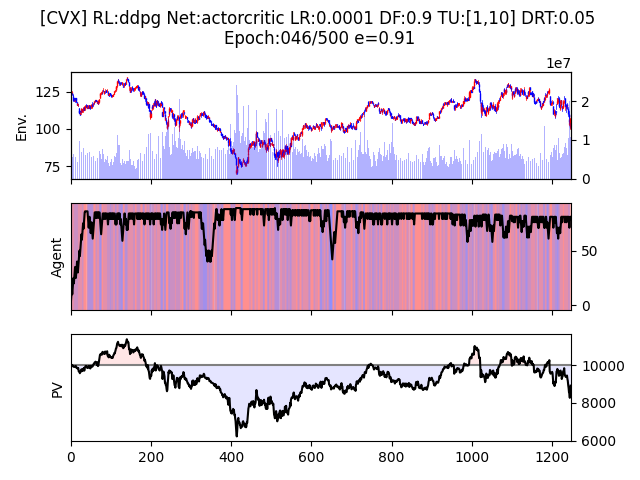 [CVX] RL:ddpg Net:actorcritic LR:0.0001 DF:0.9 TU:[1,10] DRT:0.05
Epoch:046/500 e=0.91
1e7
Env.
125
100
75
2
1
0
Agent
50
0
PV
10000
8000
6000
0 200 400 600 800 1000 1200